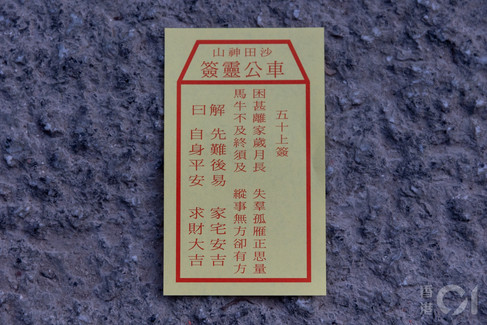 沙田神山
車公靈簽
五十上簽
困甚離家歲月長 失羣孤雁正思量
馬牛不及終須及 縱事無方卻有方
解 先難後易 家宅安吉
曰 自身平安 求財大吉
香港01